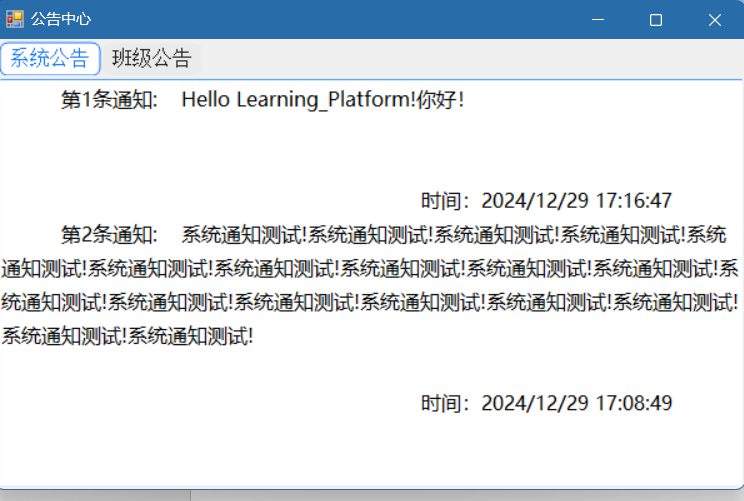 公告中心
系统公告 班级公告
第1条通知: Hello Learning_Platform!你好!
时间：2024/12/29 17:16:47
第2条通知: 系统通知测试!系统通知测试!系统通知测试!系统通知测试!系统
通知测试!系统通知测试!系统通知测试!系统通知测试!系统通知测试!系统通知测试!系
统通知测试!系统通知测试!系统通知测试!系统通知测试!系统通知测试!系统通知测试!
系统通知测试!系统通知测试!
时间：2024/12/29 17:08:49